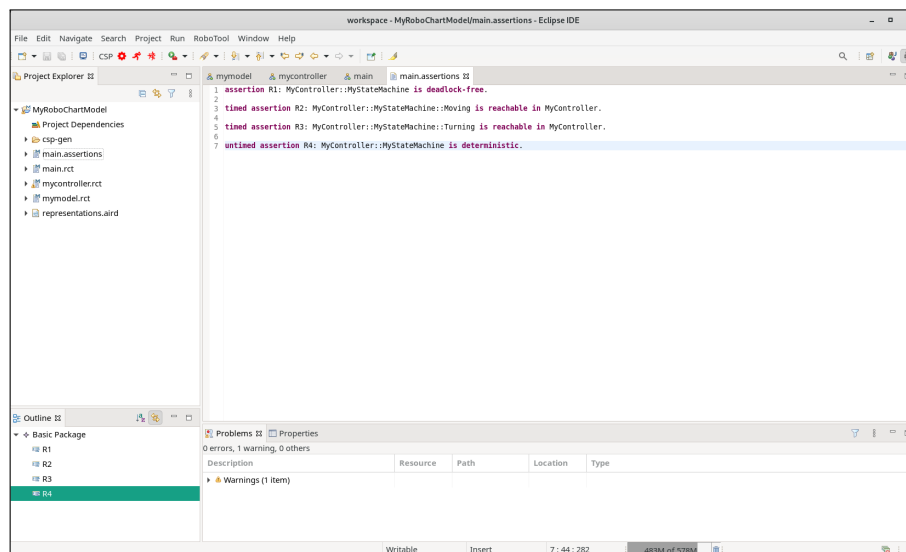 workspace - MyRoboChartModel/main.assertions - Eclipse IDE
File Edit Navigate Search Project Run RoboTool Window Help
CSP
Project Explorer
mymodel mycontroller main main.assertions
MyRoboChartModel
Project Dependencies
csp-gen
main.assertions
main.rct
mycontroller.rct
mymodel.rct
representations.aird
1 assertion R1: MyController::MyStateMachine is deadlock-free.
2
3 timed assertion R2: MyController::MyStateMachine::Moving is reachable in MyController.
4
5 timed assertion R3: MyController::MyStateMachine::Turning is reachable in MyController.
6
7 untimed assertion R4: MyController::MyStateMachine is deterministic.
Outline
Basic Package
R1
R2
R3
R4
Problems Properties
0 errors, 1 warning, 0 others
Description Resource Path Location Type
Warnings (1 item)
Writable Insert 7 : 44 : 282 483M of 578M